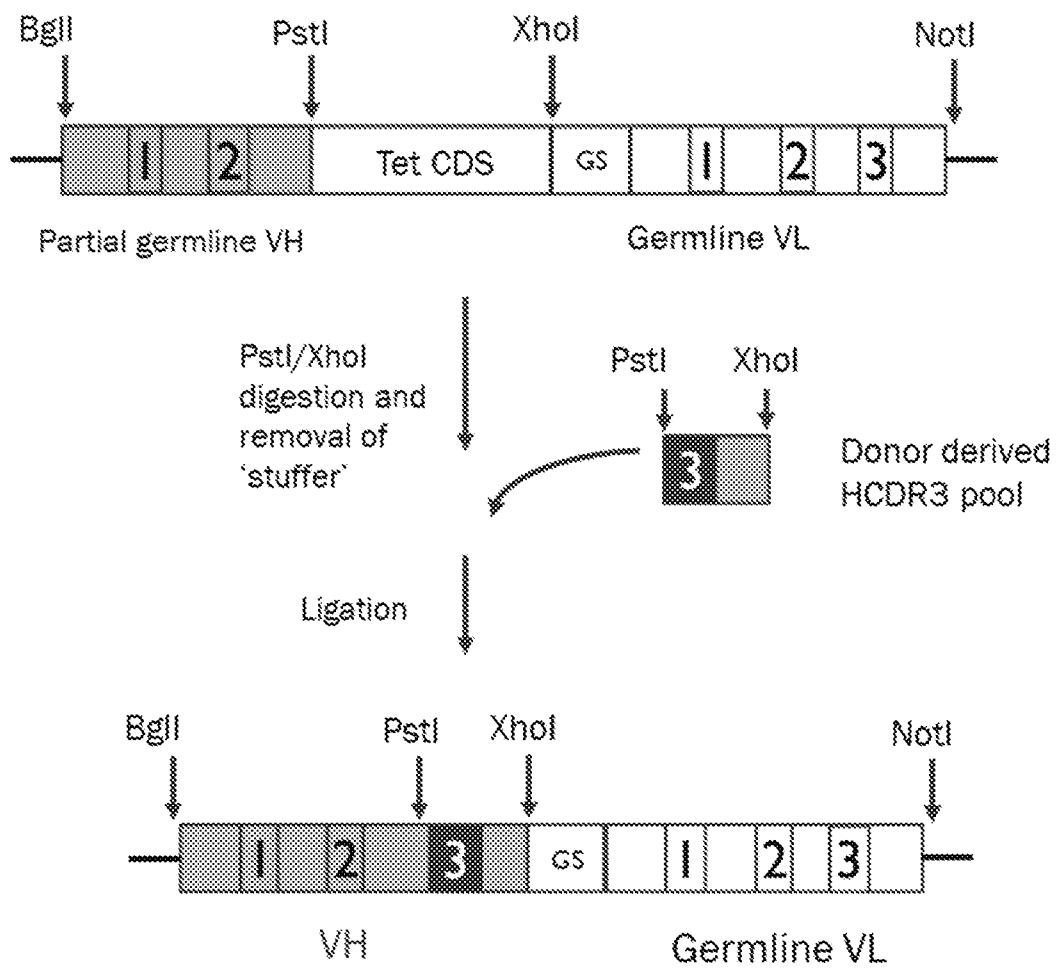 BglI PstI XhoI NotI
1 2 Tet CDS GS 1 2 3
Partial germline VH Germline VL
PstI/XhoI
digestion and
removal of
‘stuffer‘
PstI XhoI
3
Donor derived
HCDR3 pool
Ligation
BglI PstI XhoI NotI
1 2 3 GS 1 2 3
VH Germline VL